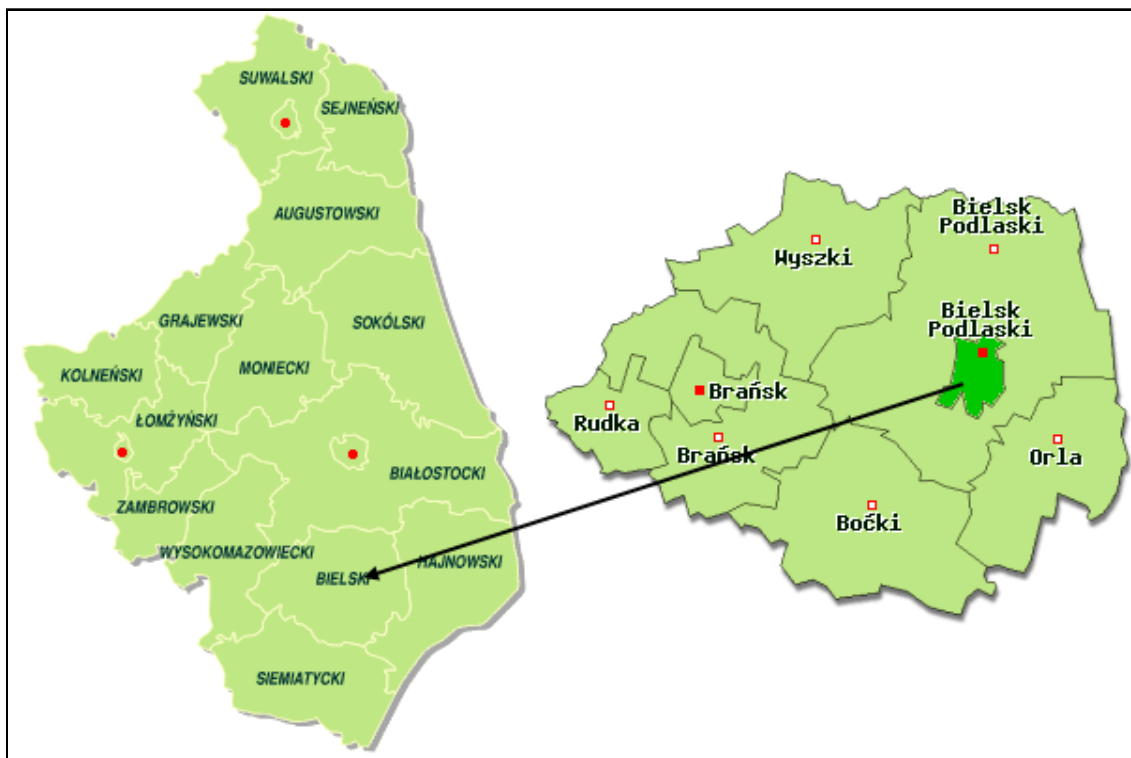 SUWALSKI
SEJNEŃSKI
AUGUSTOWSKI
GRAJEWSKI
SOKÓLSKI
KOLNEŃSKI
MONIECKI
ŁOMŻYŃSKI
BIAŁOSTOCKI
ZAMBROWSKI
WYSOKOMAZOWIECKI
HAJNOWSKI
BIELSKI
SIEMIATYCKI
Bielsk
Podlaski
Wyszki
Bielsk
Podlaski
Brańsk
Rudka
Brańsk
Orla
Boćki